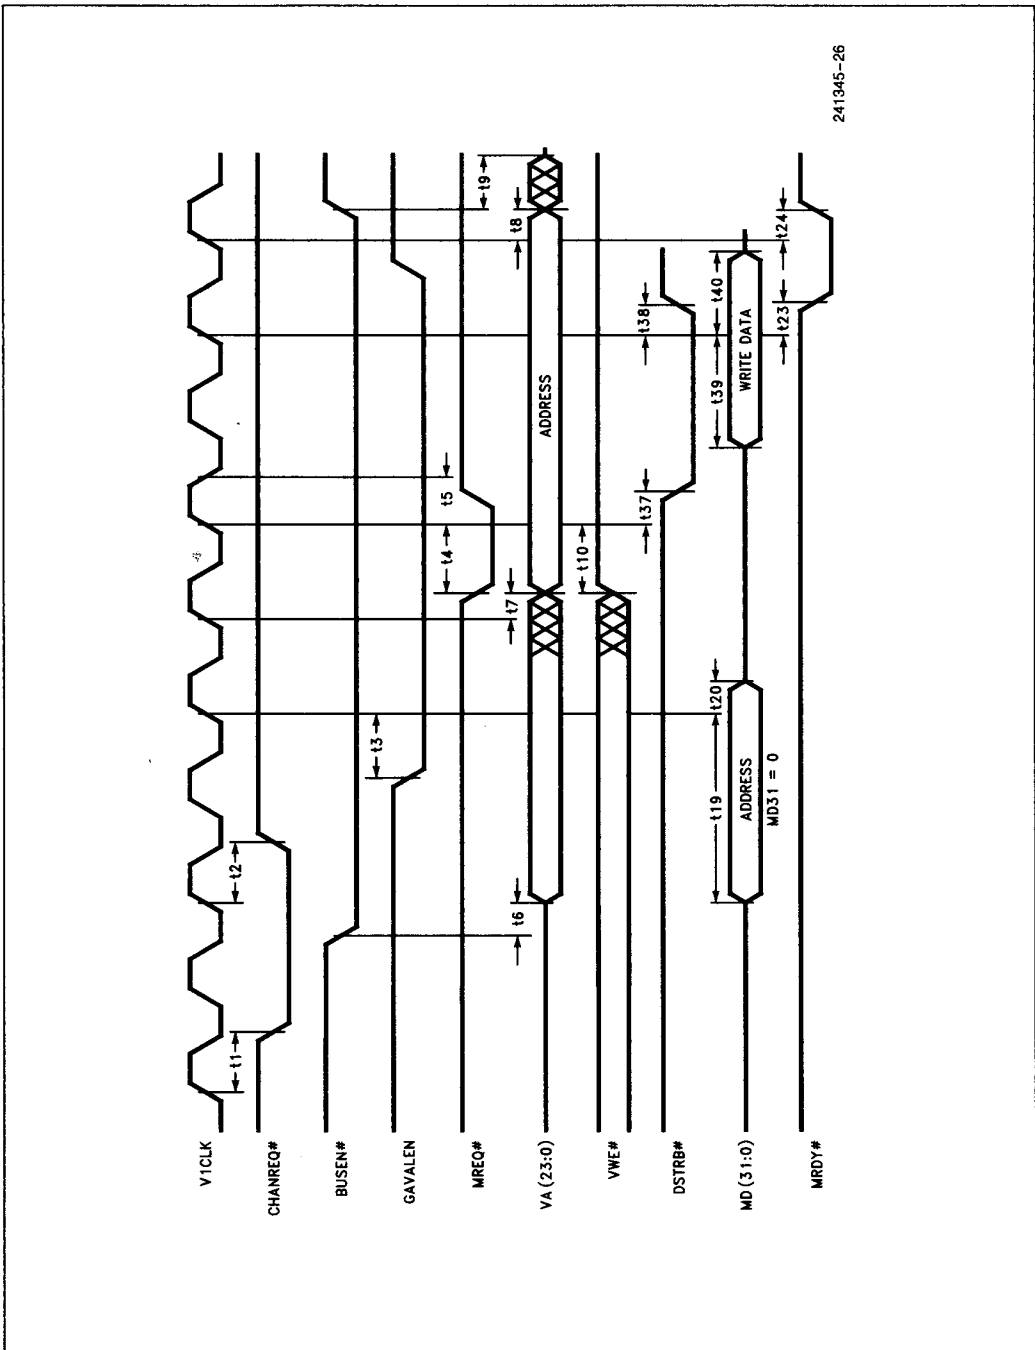 V1CLK
t1
t2
CHANREQ#
BUSEN#
GAVALEN
t3
MREQ#
t4
t5
t9
VA (23:0)
t6
t7
ADDRESS
t8
VWE#
t10
DSTRB#
t37
t38
MD (31:0)
t19
t20
ADDRESS
MD31 = 0
t39
t40
WRITE DATA
MRDY#
t23
t24
241345-26